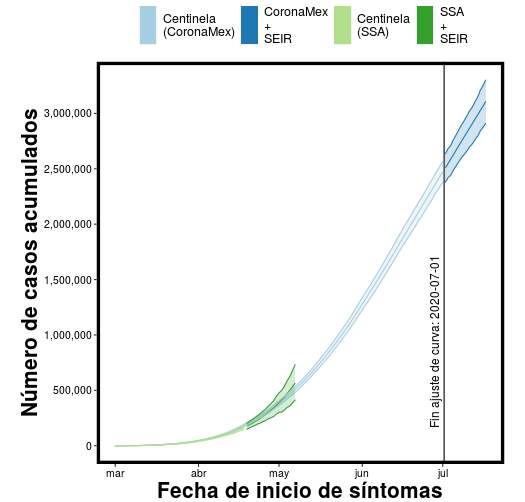 Centinela
(CoronaMex)
CoronaMex
+
SEIR
Centinela
(SSA)
SSA
+
SEIR
Número de casos acumulados
3,000,000
2,500,000
2,000,000
1,500,000
1,000,000
500,000
0
Fin ajuste de curva: 2020-07-01
mar abr may jun jul
Fecha de inicio de síntomas